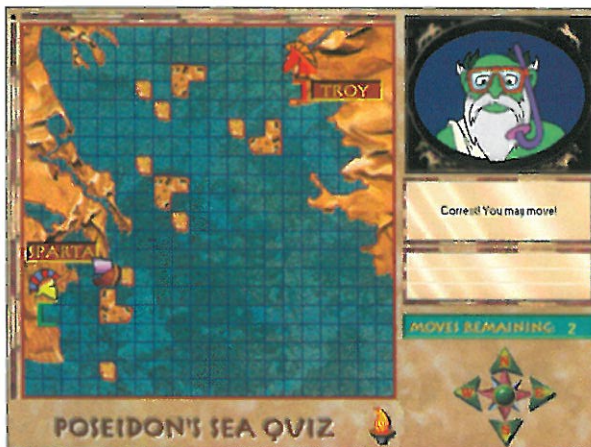 TROY
Correct! You may move!
SPARTA
MOVES REMAINING: 2
POSEIDON'S SEA QUIZ